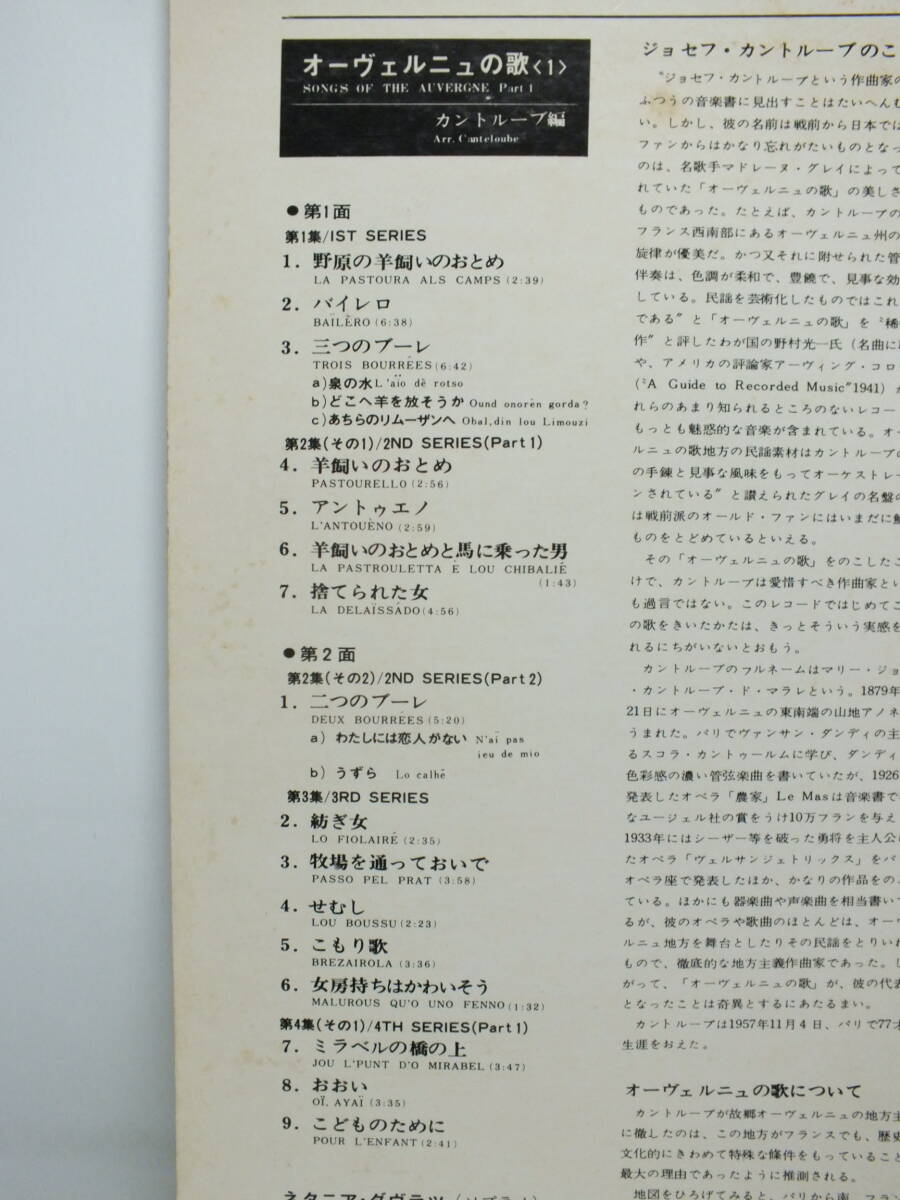 オーヴェルニュの歌〈1〉
SONGS OF THE AUVERGNE Part 1
カントルーブ編
Arr. Canteloube
●第1面
第1集/1ST SERIES
1. 野原の羊飼いのおとめ
LA PASTOURA ALS CAMPS (2:39)
2. バイレロ
BAÏLÈRO (6:38)
3. 三つのブーレ
TROIS BOURRÉES (6:42)
a)泉の水 L'aïo dè rotso
b)どこへ羊を放そうか Ound onorèn gorda?
c)あちらのリムーザンへ Obal, din lou Limouzi
第2集(その1)/2ND SERIES(Part 1)
4. 羊飼いのおとめ
PASTOURELLO (2:56)
5. アントゥエノ
L'ANTOUÈNO (2:59)
6. 羊飼いのおとめと馬に乗った男
LA PASTROULETTA È LOU CHIBALIÉ
(1:43)
7. 捨てられた女
LA DELAÏSSÁDO (4:56)
●第2面
第2集(その2)/2ND SERIES(Part 2)
1. 二つのブーレ
DEUX BOURRÉES (5:20)
a) わたしには恋人がない N'aï pas
ieu de mio
b) うずら Lo calhé
第3集/3RD SERIES
2. 紡ぎ女
LO FIOLAIRÉ (2:35)
3. 牧場を通っておいで
PASSO PEL PRAT (3:58)
4. せむし
LOU BOUSSU (2:23)
5. こもり歌
BREZAIROLA (3:36)
6. 女房持ちはかわいそう
MALUROUS QU'O UNO FENNO (1:32)
第4集(その1)/4TH SERIES(Part 1)
7. ミラベルの橋の上
JOU L'PUNT D'O MIRABEL (3:47)
8. おおい
OÏ, AYAÏ (3:35)
9. こどものために
POUR L'ENFANT (2:41)
ネタニア・ダヴラツ(ソプラノ)
ジョセフ・カントルーブのこ
"ジョセフ・カントルーブという作曲家の
ふつうの音楽書に見出すことはたいへんむ
い。しかし、彼の名前は戦前から日本では
ファンからはかなり忘れがたいものとなっ
のは、名歌手マドレーヌ・グレイによって
れていた「オーヴェルニュの歌」の美しさ
ものであった。たとえば、カントルーブの
フランス西南部にあるオーヴェルニュ州の
旋律が優美だ。かつ又それに附せられた管
伴奏は、色調が柔和で、豊饒で、見事な効
している。民謡を芸術化したものではこれ
である" と「オーヴェルニュの歌」を "稀
作" と評したわが国の野村光一氏(名曲に
や、アメリカの評論家アーヴィング・コロ
("A Guide to Recorded Music"1941)が
れらのあまり知られるところのないレコー
もっとも魅惑的な音楽が含まれている。オー
ルニュの歌地方の民謡素材はカントルーブの
の手錬と見事な風味をもってオーケストレー
ンされている" と讃えられたグレイの名盤の
は戦前派のオールド・ファンにはいまだに
ものをとどめているといえる。
その「オーヴェルニュの歌」をのこしたこ
けで、カントルーブは愛惜すべき作曲家とい
も過言ではない。このレコードではじめてこ
の歌をきいたかたは、きっとそういう実感を
れるにちがいないとおもう。
カントルーブのフルネームはマリー・ジョ
・カントルーブ・ド・マラレという。1879年
21日にオーヴェルニュの東南端の山地アノネ
うまれた。パリでヴァンサン・ダンディの主
るスコラ・カントゥールムに学び、ダンディ
色彩感の濃い管弦楽曲を書いていたが、1926
発表したオペラ「農家」Le Masは音楽書で
なユージェル社の賞をうけ10万フランを与え
1933年にはシーザー等を破った勇将を主人公に
たオペラ「ヴェルサンジェトリックス」をパ
オペラ座で発表したほか、かなりの作品をの
ている。ほかにも器楽曲や声楽曲を相当書い
るが、彼のオペラや歌曲のほとんどは、オー
ルニュ地方を舞台としたりその民謡をとりい
もので、徹底的な地方主義作曲家であった。し
がって、「オーヴェルニュの歌」が、彼の代表
となったことは奇異とするにあたるまい。
カントルーブは1957年11月4日、パリで77才
生涯をおえた。
オーヴェルニュの歌について
カントルーブが故郷オーヴェルニュの地方主
に徹したのは、この地方がフランスでも、歴史
文化的にきわめて特殊な條件をもっていること
最大の理由であったように推測される。
地図をひろげてみると、パリから南、フラン